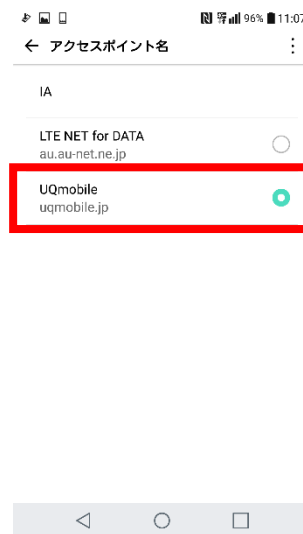 96% 11:07
アクセスポイント名
IA
LTE NET for DATA
au.au-net.ne.jp
UQmobile
uqmobile.jp